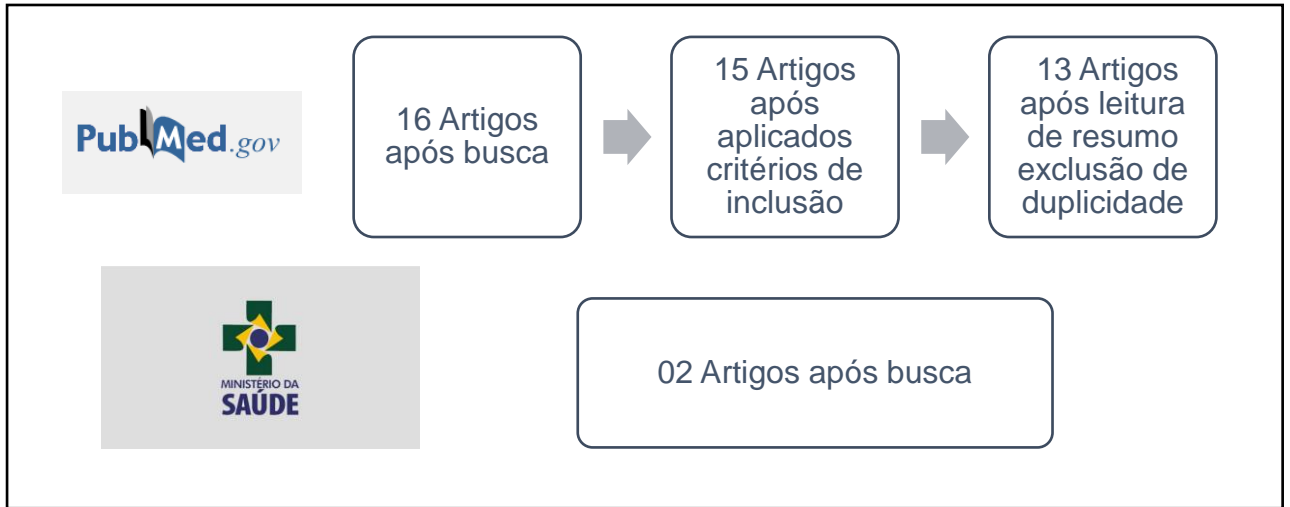 PubMed.gov
16 Artigos
após busca
15 Artigos
após
aplicados
critérios de
inclusão
13 Artigos
após leitura
de resumo
exclusão de
duplicidade
MINISTÉRIO DA
SAÚDE
02 Artigos após busca